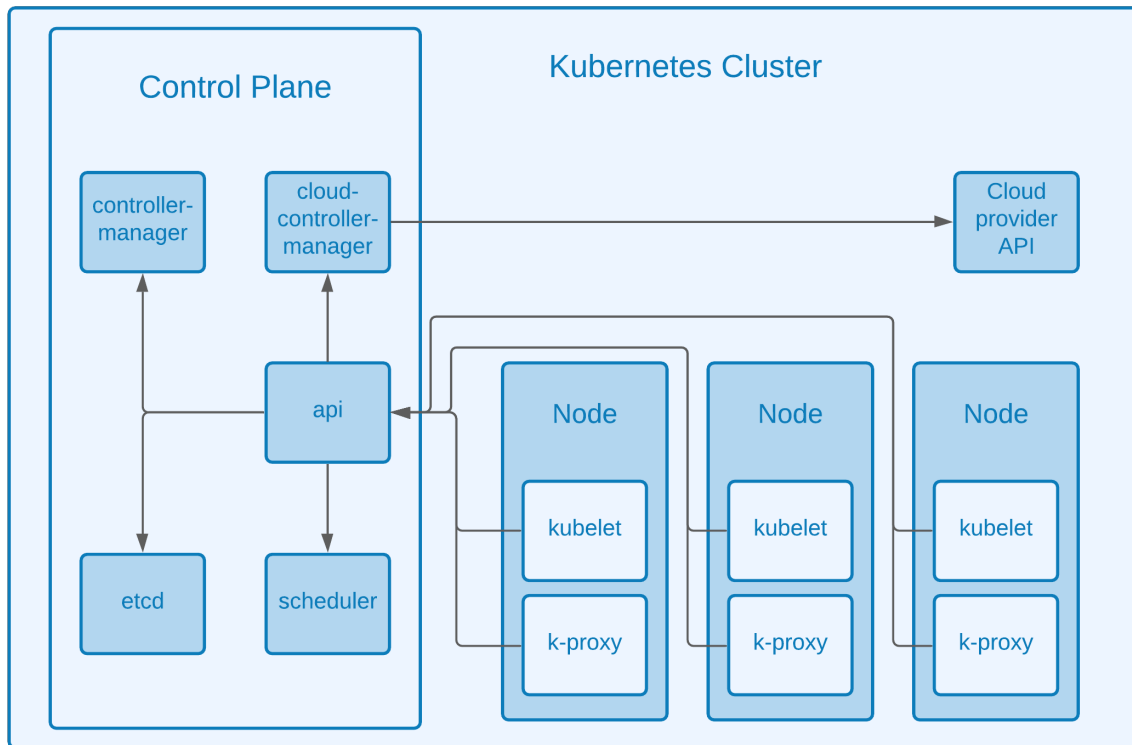 Kubernetes Cluster
Control Plane
controller-
manager
cloud-
controller-
manager
Cloud
provider
API
api
Node
Node
Node
kubelet
kubelet
kubelet
etcd
scheduler
k-proxy
k-proxy
k-proxy